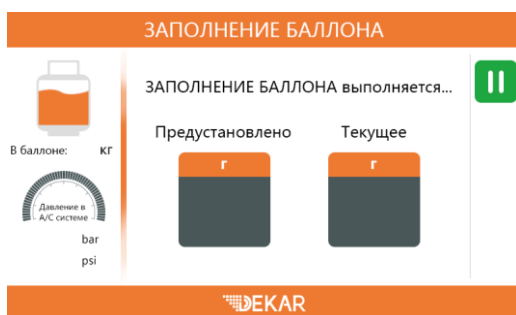 ЗАПОЛНЕНИЕ БАЛЛОНА
ЗАПОЛНЕНИЕ БАЛЛОНА выполняется...
Предустановлено Текущее
г г
В баллоне: кг
Давление в
A/C системе
bar
psi
DEKAR